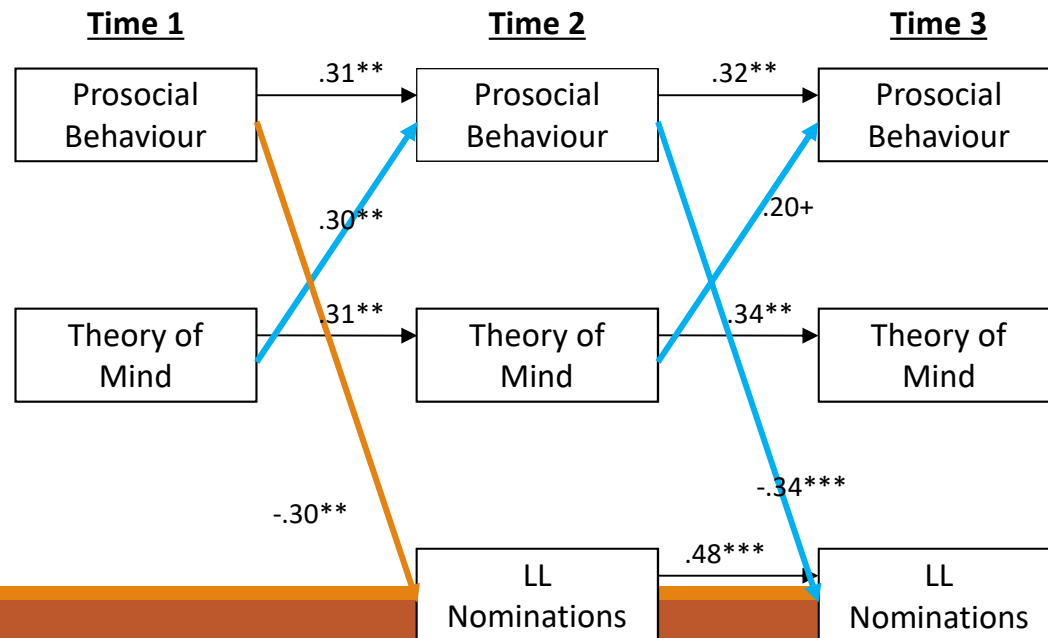 Time 1
Time 2
Time 3
.31**
.32**
Prosocial
Behaviour
Prosocial
Behaviour
Prosocial
Behaviour
.20+
.30**
.31**
.34**
Theory of
Mind
Theory of
Mind
Theory of
Mind
-.34***
-.30**
.48***
LL
Nominations
LL
Nominations